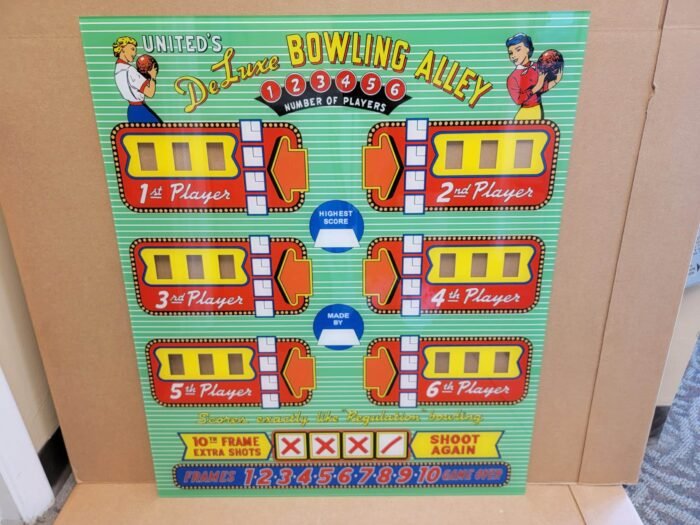 UNITED'S
DeLuxe BOWLING ALLEY
1 2 3 4 5 6
NUMBER OF PLAYERS
1st Player
2nd Player
HIGHEST SCORE
3rd Player
4th Player
MADE BY
5th Player
6th Player
Scores exactly like "Regulation" bowling
10TH FRAME
EXTRA SHOTS
X X X /
SHOOT
AGAIN
FRAMES 1·2·3·4·5·6·7·8·9·10 GAME OVER